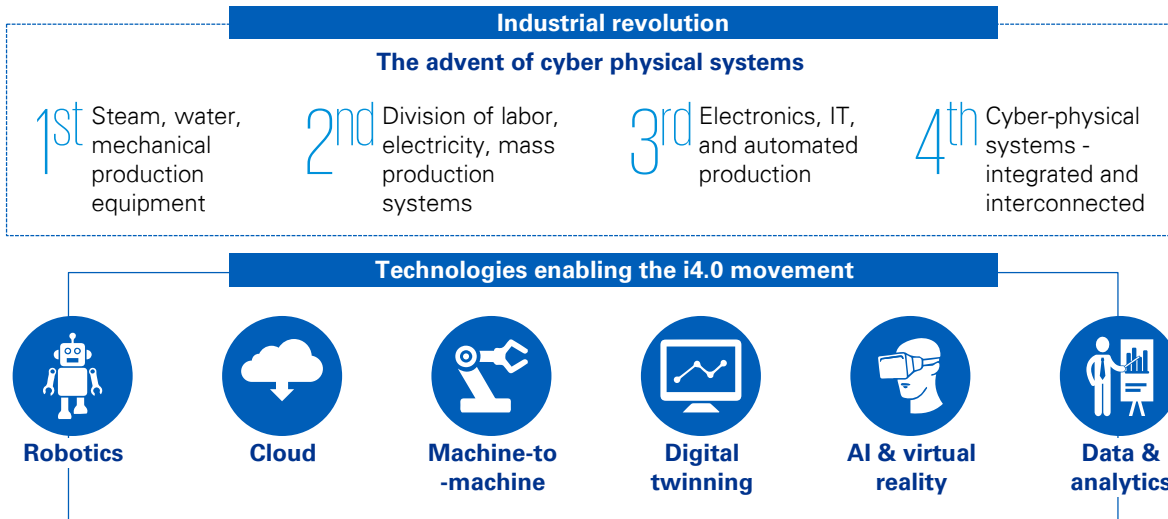 Industrial revolution
The advent of cyber physical systems
1st
Steam, water,
mechanical
production
equipment
2nd
Division of labor,
electricity, mass
production
systems
3rd
Electronics, IT,
and automated
production
4th
Cyber-physical
systems -
integrated and
interconnected
Technologies enabling the i4.0 movement
Robotics
Cloud
Machine-to
-machine
Digital
twinning
AI & virtual
reality
Data &
analytics